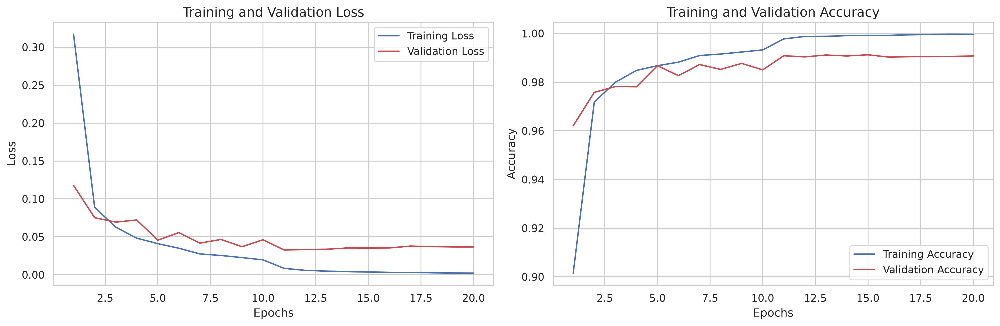 Training and Validation Loss
Training Loss
Validation Loss
0.30
0.25
0.20
0.15
0.10
0.05
0.00
Loss
2.5 5.0 7.5 10.0 12.5 15.0 17.5 20.0
Epochs
Training and Validation Accuracy
1.00
0.98
0.96
0.94
0.92
0.90
Accuracy
Training Accuracy
Validation Accuracy
2.5 5.0 7.5 10.0 12.5 15.0 17.5 20.0
Epochs